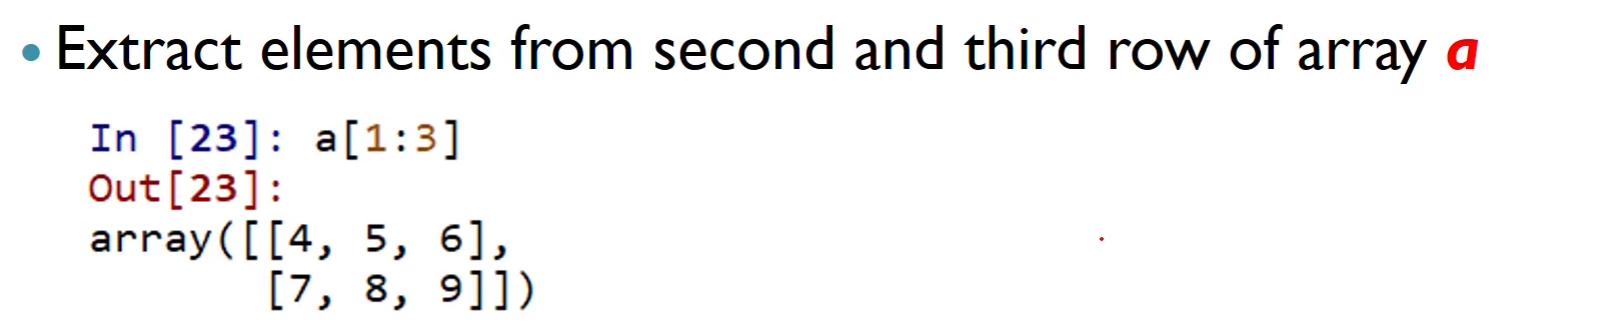 • Extract elements from second and third row of array a
In [23]: a[1:3]
Out[23]:
array([[4, 5, 6],
       [7, 8, 9]])